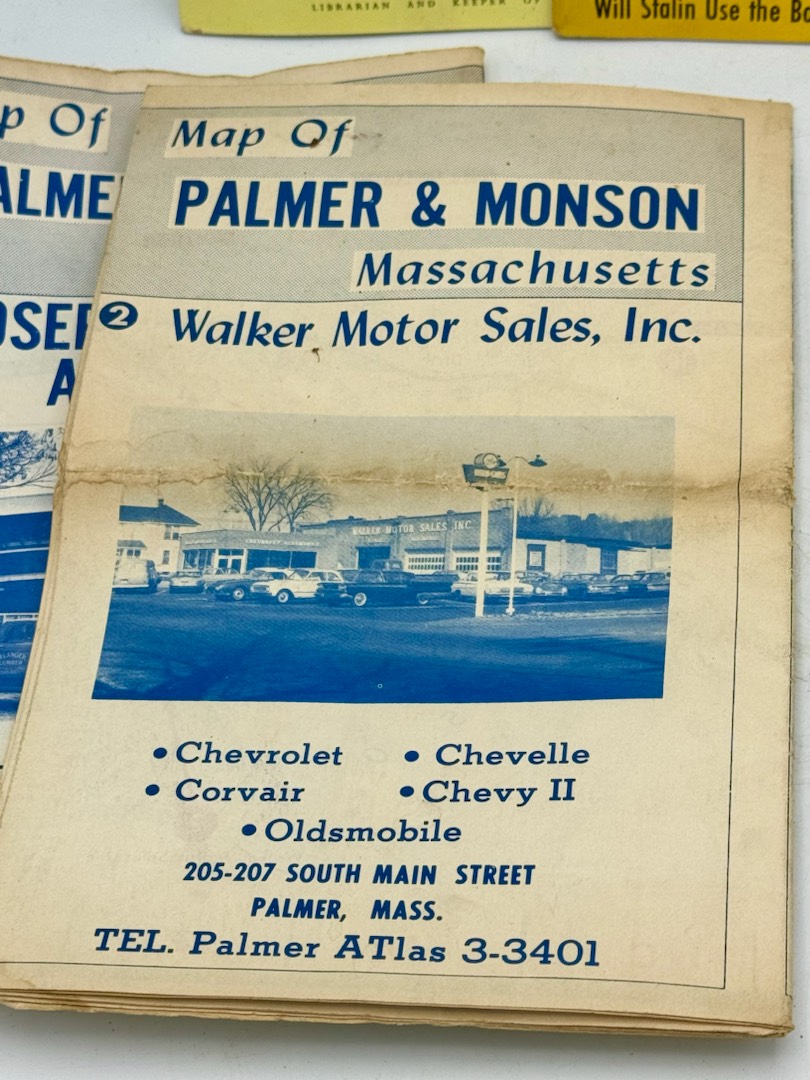 LIBRARIAN AND KEEPER OF
Will Stalin Use the
p Of
ALME
OSEP
A
Map Of
PALMER & MONSON
Massachusetts
2 Walker Motor Sales, Inc.
WALKER MOTOR SALES INC.
• Chevrolet • Chevelle
• Corvair • Chevy II
• Oldsmobile
205-207 SOUTH MAIN STREET
PALMER, MASS.
TEL. Palmer ATlas 3-3401